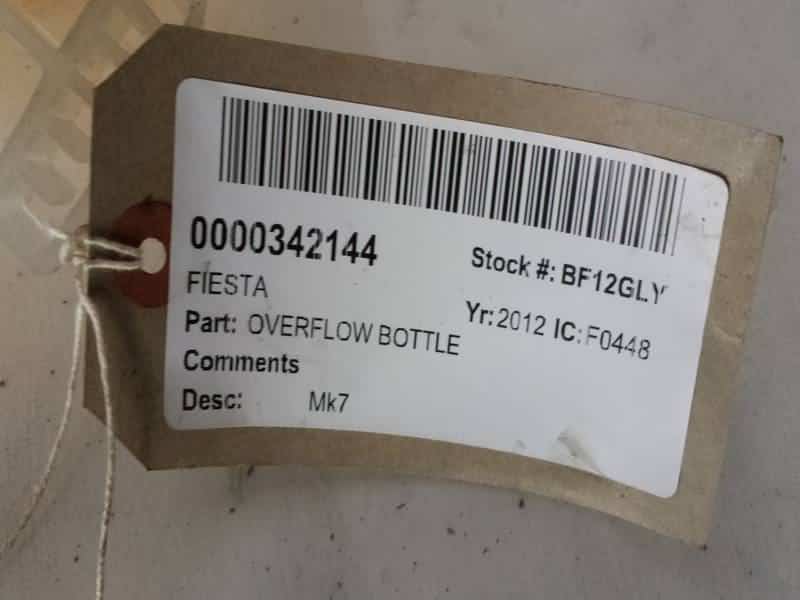 0000342144
Stock #: BF12GLY
FIESTA
Yr: 2012 IC: F0448
Part: OVERFLOW BOTTLE
Comments
Desc: Mk7